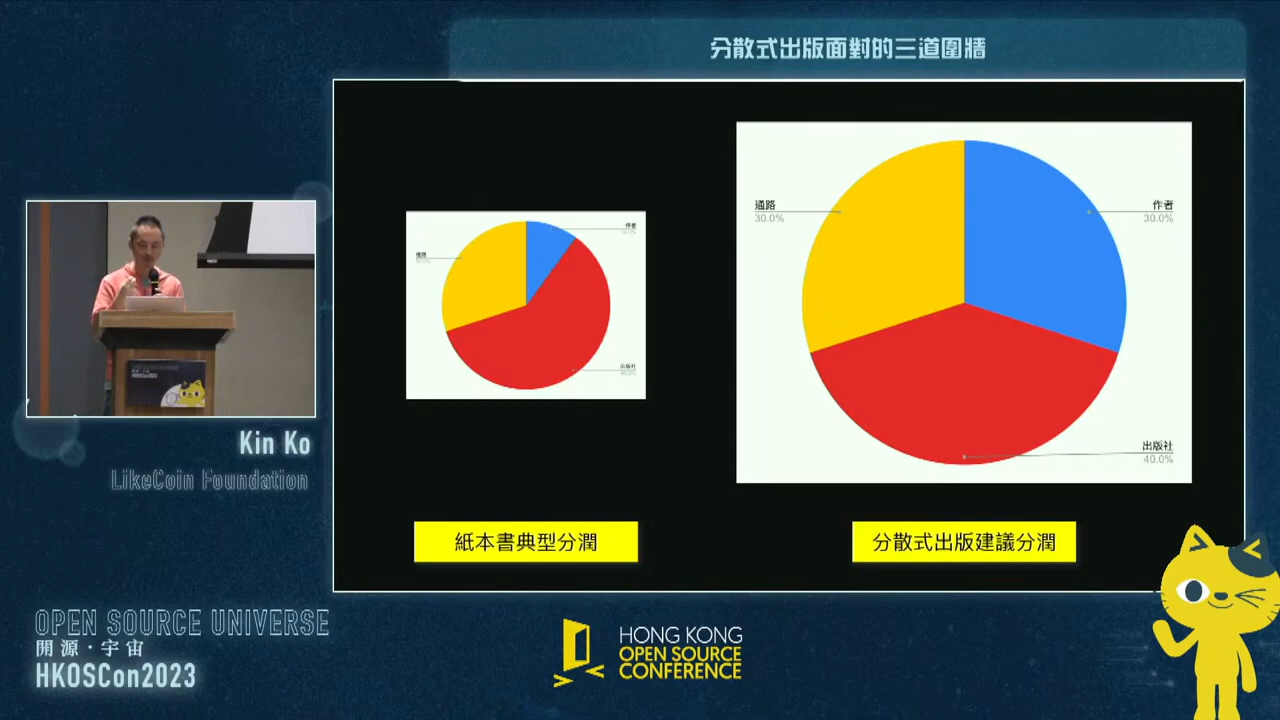 分散式出版面對的三道圍牆
作者
通路
出版社
60.0%
通路
30.0%
作者
30.0%
出版社
40.0%
紙本書典型分潤
分散式出版建議分潤
Kin Ko
LikeCoin Foundation
OPEN SOURCE UNIVERSE
開源·宇宙
HKOSCon2023
HONG KONG
OPEN SOURCE
CONFERENCE